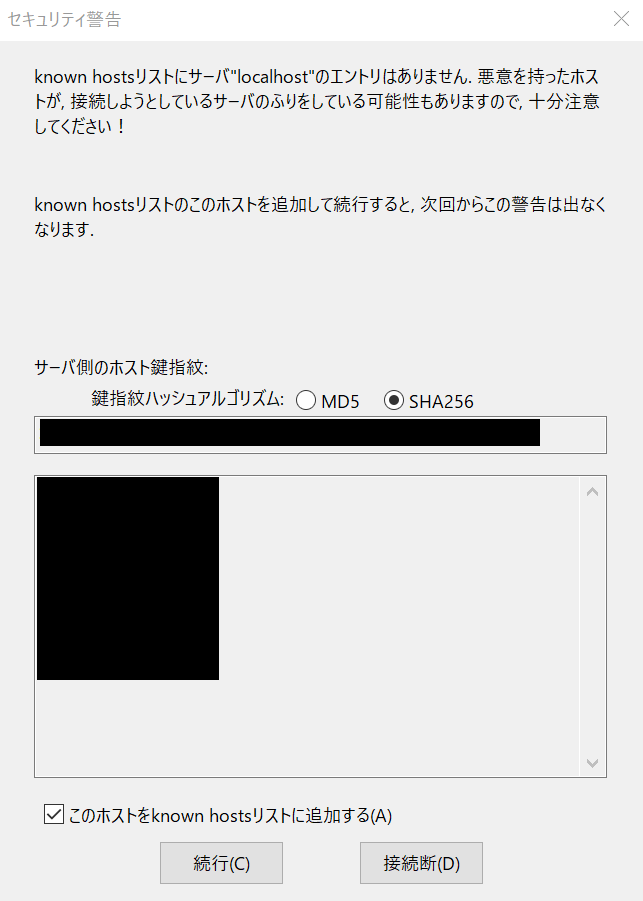 セキュリティ警告
known hostsリストにサーバ"localhost"のエントリはありません. 悪意を持ったホス
トが, 接続しようとしているサーバのふりをしている可能性もありますので, 十分注意
してください！
known hostsリストのこのホストを追加して続行すると, 次回からこの警告は出なく
なります.
サーバ側のホスト鍵指紋:
鍵指紋ハッシュアルゴリズム: MD5 SHA256
このホストをknown hostsリストに追加する(A)
続行(C) 接続断(D)